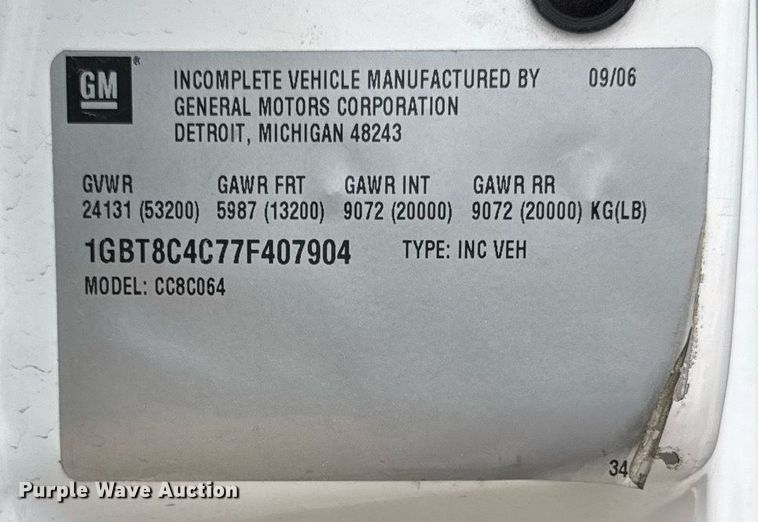 GM ® INCOMPLETE VEHICLE MANUFACTURED BY 09/06
GENERAL MOTORS CORPORATION
DETROIT, MICHIGAN 48243
GVWR GAWR FRT GAWR INT GAWR RR
24131 (53200) 5987 (13200) 9072 (20000) 9072 (20000) KG(LB)
1GBT8C4C77F407904 TYPE: INC VEH
MODEL: CC8C064
34
Purple Wave Auction